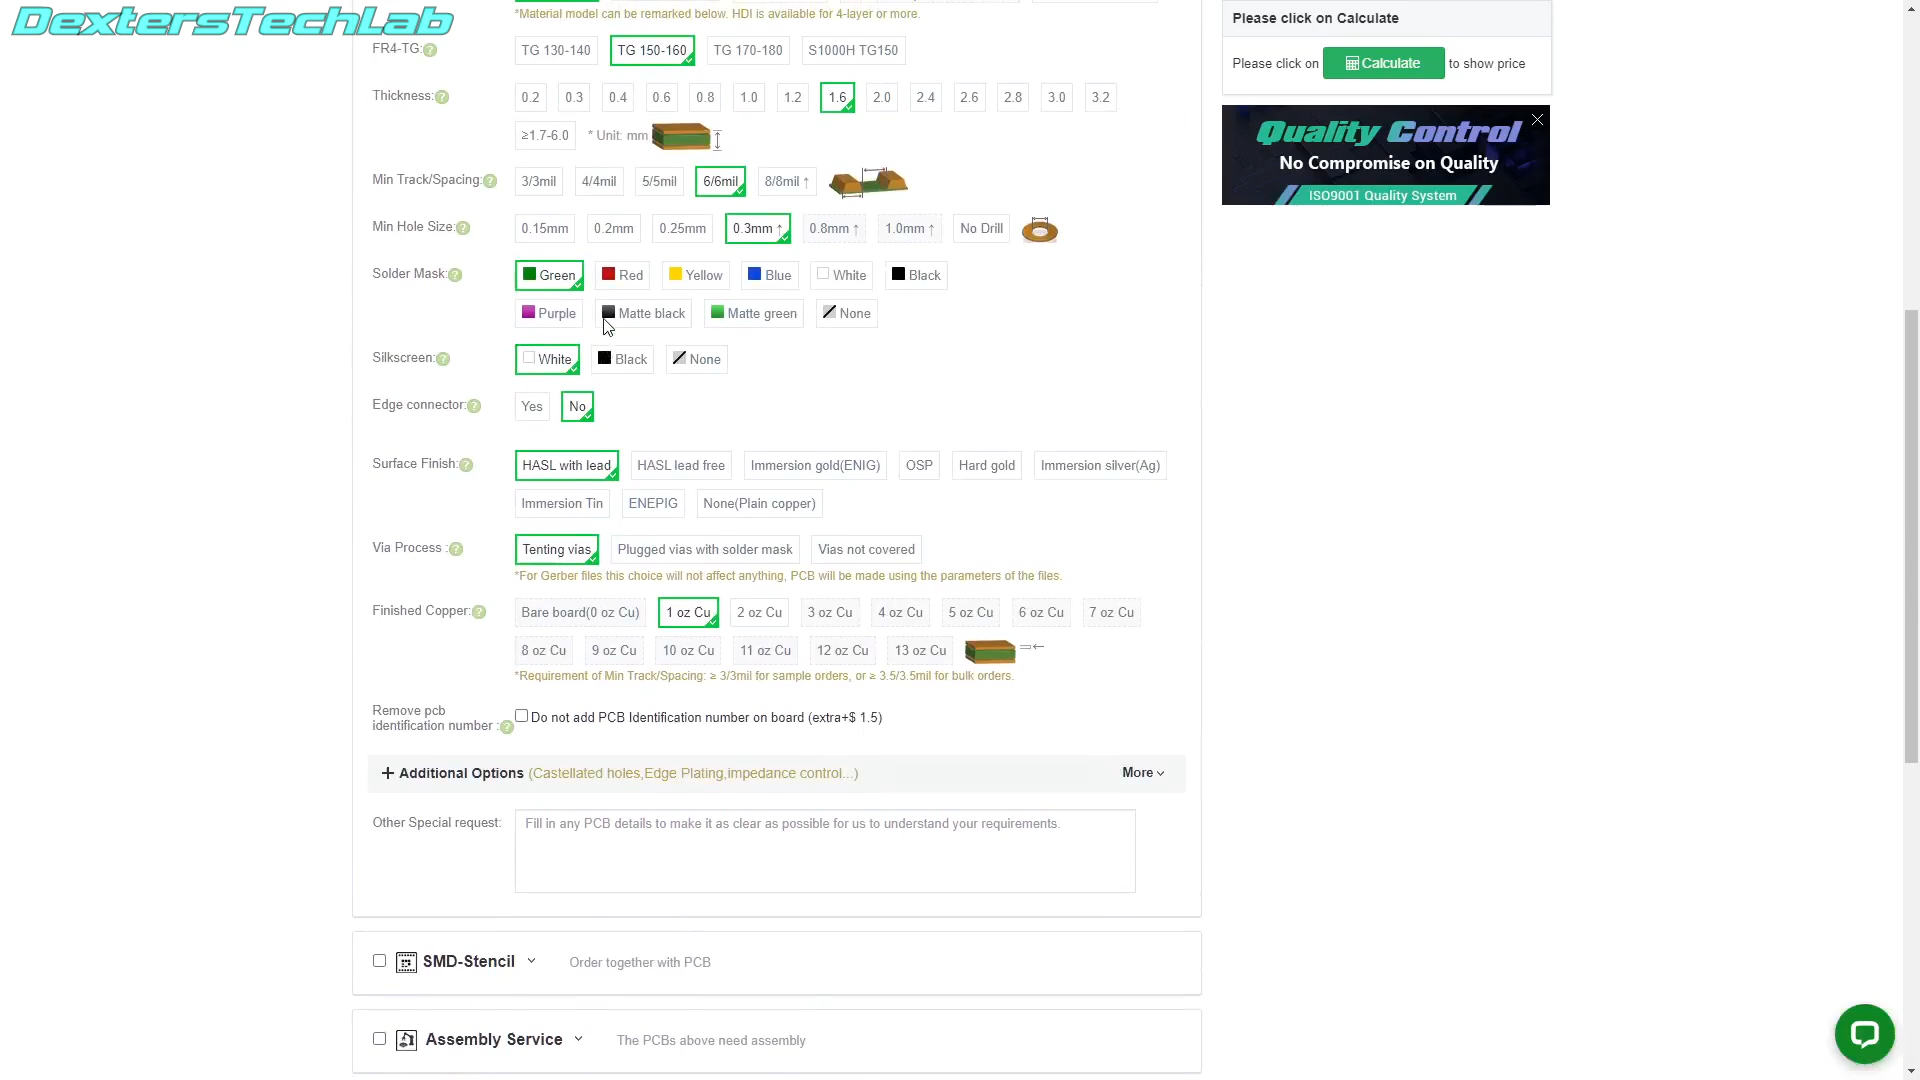 DextersTechLab
*Material model can be remarked below. HDI is available for 4-layer or more.
FR4-TG: ? TG 130-140 TG 150-160 TG 170-180 S1000H TG150
Thickness: ? 0.2 0.3 0.4 0.6 0.8 1.0 1.2 1.6 2.0 2.4 2.6 2.8 3.0 3.2
≥1.7-6.0 * Unit: mm
Min Track/Spacing: ? 3/3mil 4/4mil 5/5mil 6/6mil 8/8mil ↑
Min Hole Size: ? 0.15mm 0.2mm 0.25mm 0.3mm ↑ 0.8mm ↑ 1.0mm ↑ No Drill
Solder Mask: ? Green Red Yellow Blue White Black
Purple Matte black Matte green None
Silkscreen: ? White Black None
Edge connector: ? Yes No
Surface Finish: ? HASL with lead HASL lead free Immersion gold(ENIG) OSP Hard gold Immersion silver(Ag)
Immersion Tin ENEPIG None(Plain copper)
Via Process : ? Tenting vias Plugged vias with solder mask Vias not covered
*For Gerber files this choice will not affect anything, PCB will be made using the parameters of the files.
Finished Copper: ? Bare board(0 oz Cu) 1 oz Cu 2 oz Cu 3 oz Cu 4 oz Cu 5 oz Cu 6 oz Cu 7 oz Cu
8 oz Cu 9 oz Cu 10 oz Cu 11 oz Cu 12 oz Cu 13 oz Cu
*Requirement of Min Track/Spacing: ≥ 3/3mil for sample orders, or ≥ 3.5/3.5mil for bulk orders.
Remove pcb
identification number : ? Do not add PCB Identification number on board (extra+$ 1.5)
+ Additional Options (Castellated holes,Edge Plating,impedance control...) More
Other Special request: Fill in any PCB details to make it as clear as possible for us to understand your requirements.
SMD-Stencil Order together with PCB
Assembly Service The PCBs above need assembly
Please click on Calculate
Please click on Calculate to show price
Quality Control
No Compromise on Quality
ISO9001 Quality System